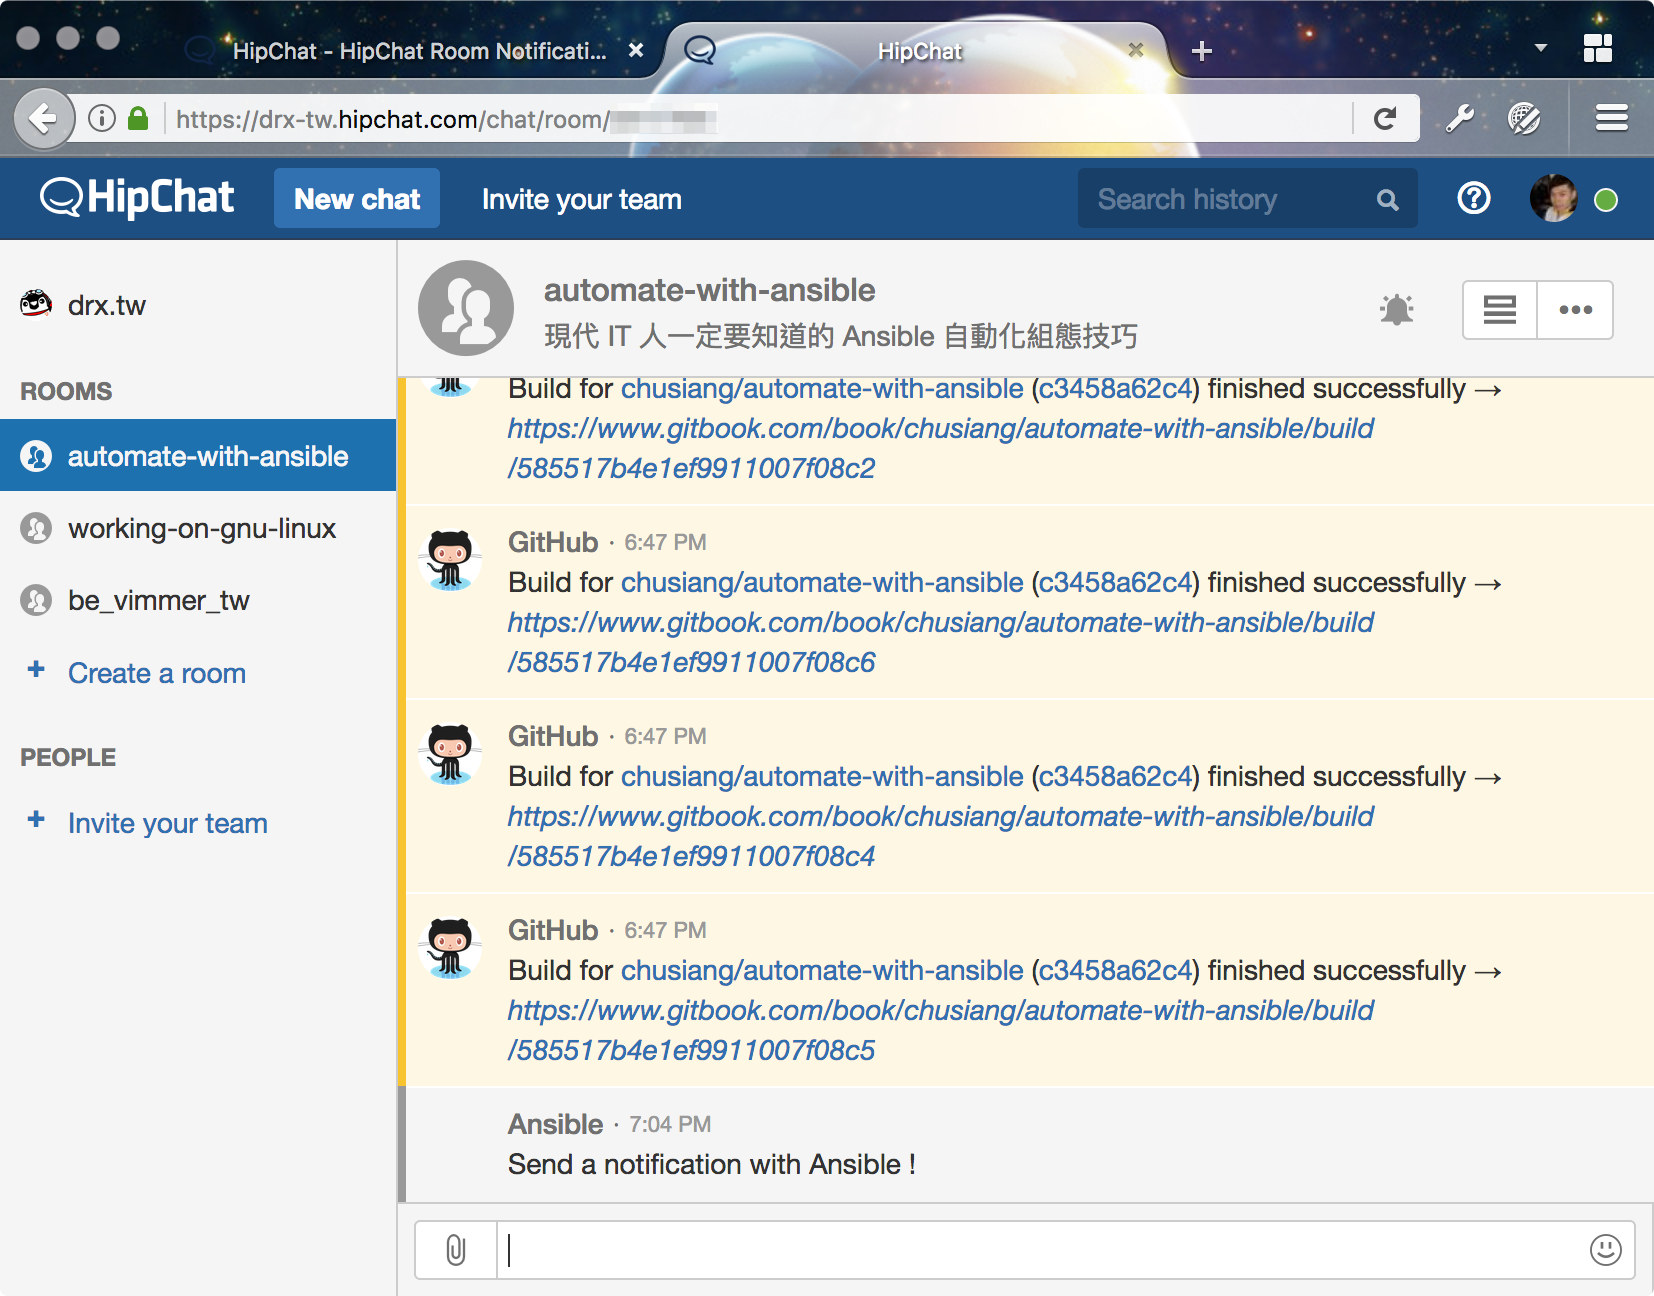 HipChat - HipChat Room Notificati...
HipChat
https://drx-tw.hipchat.com/chat/room/
HipChat
New chat
Invite your team
Search history
drx.tw
ROOMS
automate-with-ansible
working-on-gnu-linux
be_vimmer_tw
+ Create a room
PEOPLE
+ Invite your team
automate-with-ansible
現代 IT 人一定要知道的 Ansible 自動化組態技巧
Build for chusiang/automate-with-ansible (c3458a62c4) finished successfully →
https://www.gitbook.com/book/chusiang/automate-with-ansible/build
/585517b4e1ef9911007f08c2
GitHub · 6:47 PM
Build for chusiang/automate-with-ansible (c3458a62c4) finished successfully →
https://www.gitbook.com/book/chusiang/automate-with-ansible/build
/585517b4e1ef9911007f08c6
GitHub · 6:47 PM
Build for chusiang/automate-with-ansible (c3458a62c4) finished successfully →
https://www.gitbook.com/book/chusiang/automate-with-ansible/build
/585517b4e1ef9911007f08c4
GitHub · 6:47 PM
Build for chusiang/automate-with-ansible (c3458a62c4) finished successfully →
https://www.gitbook.com/book/chusiang/automate-with-ansible/build
/585517b4e1ef9911007f08c5
Ansible · 7:04 PM
Send a notification with Ansible !